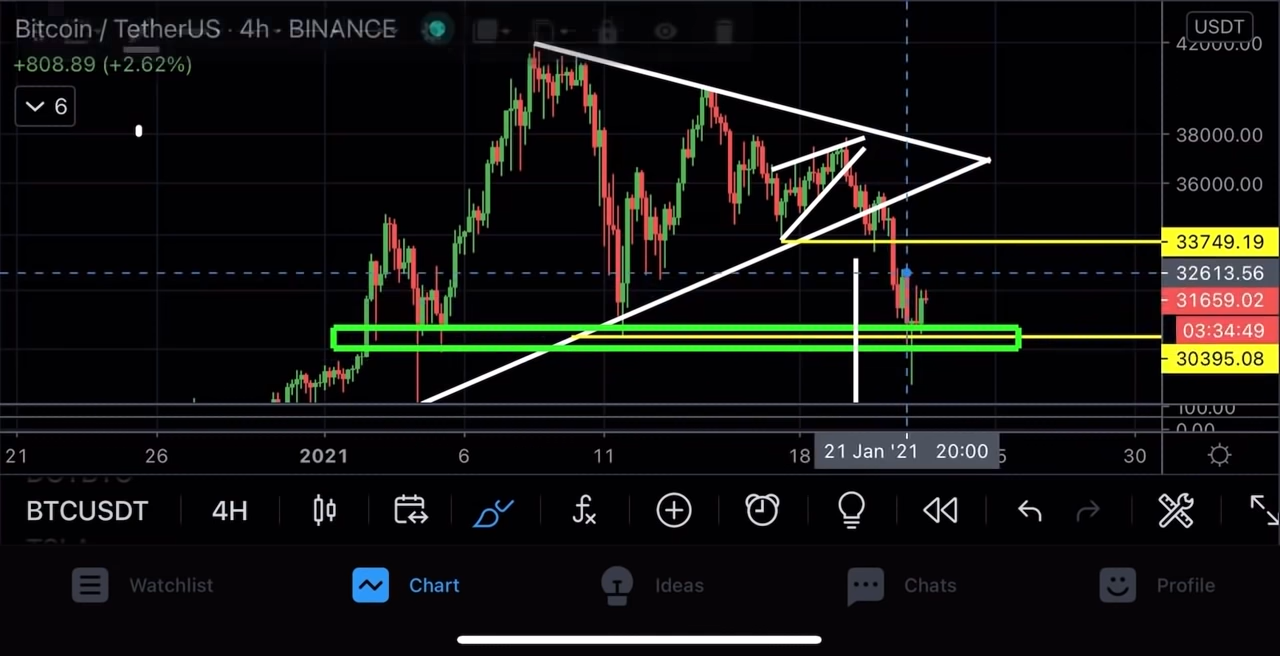 Bitcoin / TetherUS · 4h · BINANCE
USDT
42000.00
+808.89 (+2.62%)
6
38000.00
36000.00
33749.19
32613.56
31659.02
03:34:49
30395.08
100.00
0.00
21 26 2021 6 11 18 21 Jan '21 20:00 5 30
BTCUSDT 4H
Watchlist Chart Ideas Chats Profile